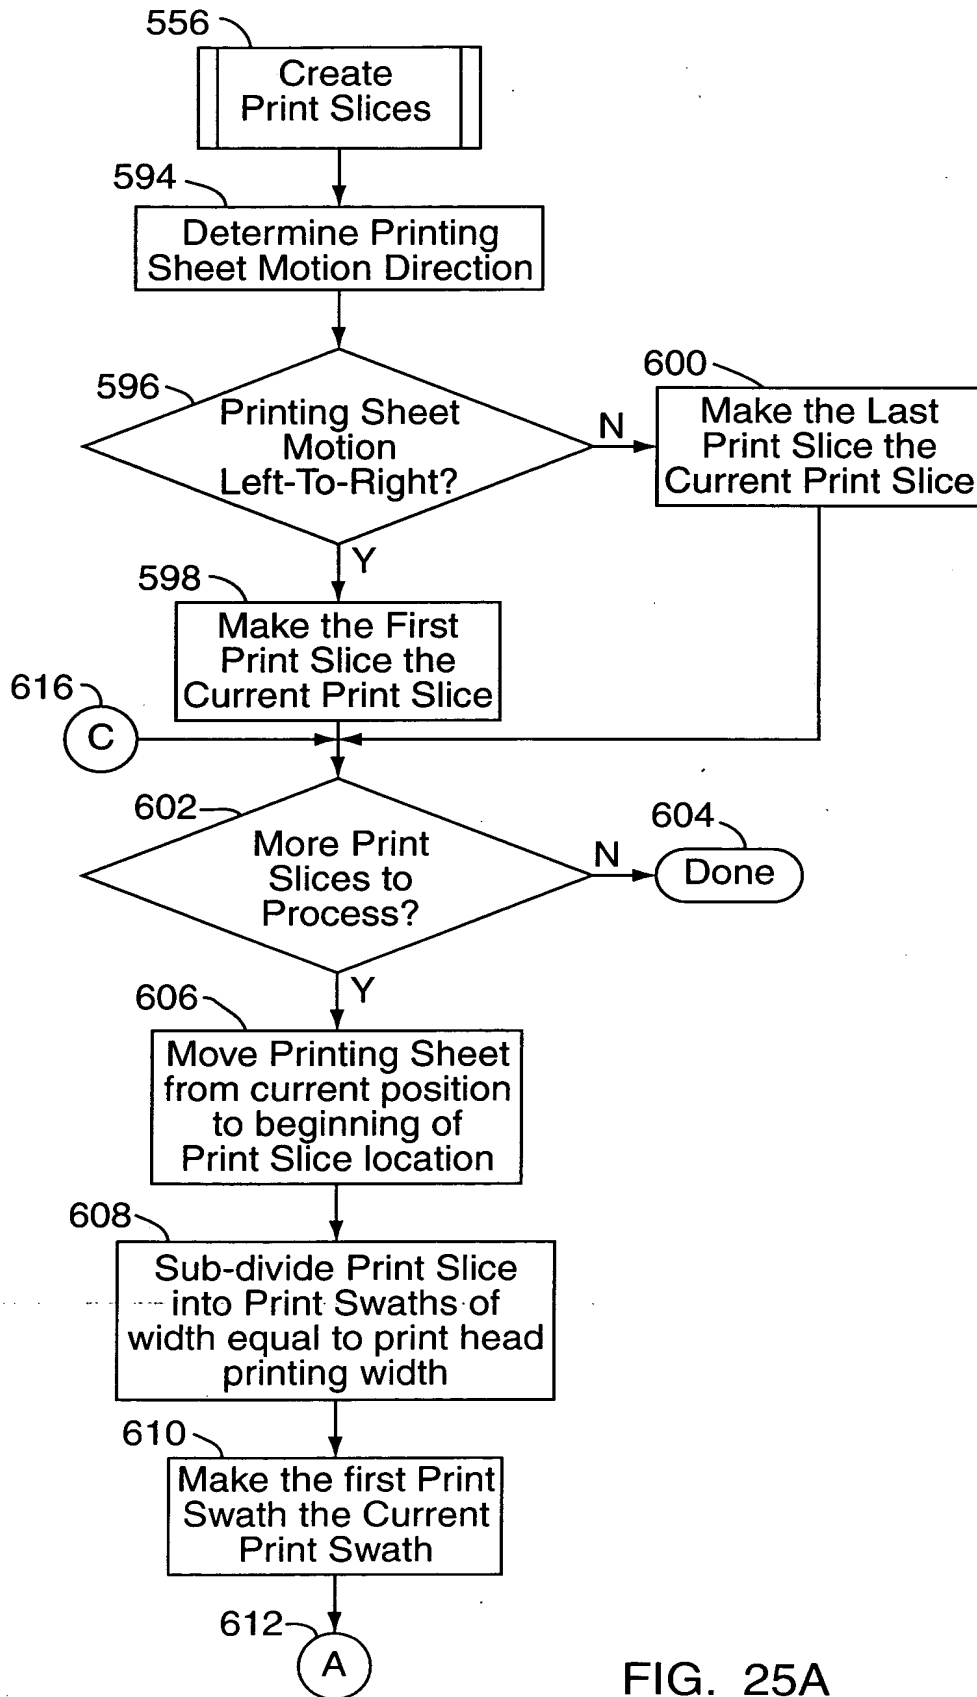 556
Create
Print Slices
594
Determine Printing
Sheet Motion Direction
596
Printing Sheet
Motion
Left-To-Right?
N
600
Make the Last
Print Slice the
Current Print Slice
Y
598
Make the First
Print Slice the
Current Print Slice
616
C
602
More Print
Slices to
Process?
N
604
Done
Y
606
Move Printing Sheet
from current position
to beginning of
Print Slice location
608
Sub-divide Print Slice
into Print Swaths of
width equal to print head
printing width
610
Make the first Print
Swath the Current
Print Swath
612
A
FIG. 25A